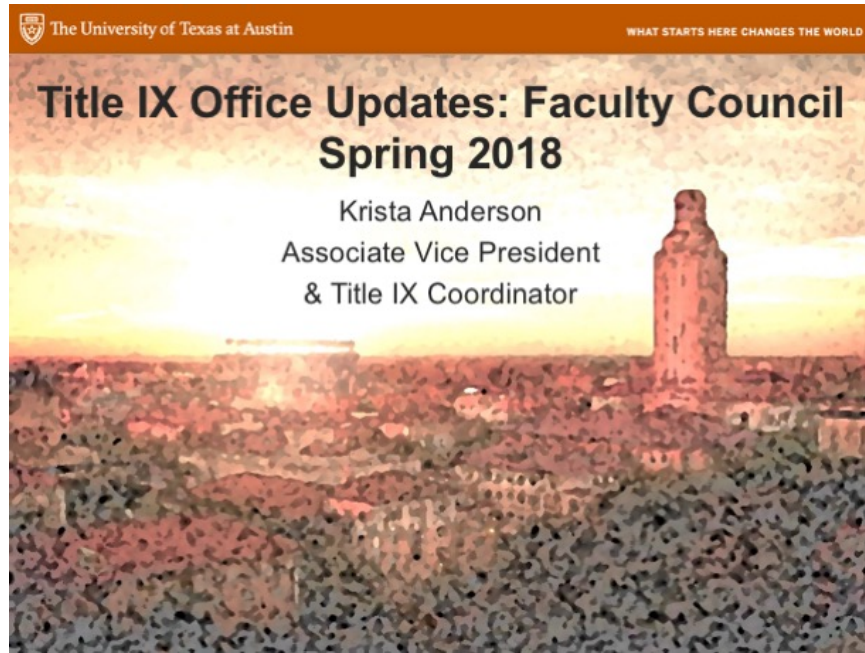 The University of Texas at Austin
WHAT STARTS HERE CHANGES THE WORLD
Title IX Office Updates: Faculty Council
Spring 2018
Krista Anderson
Associate Vice President
& Title IX Coordinator